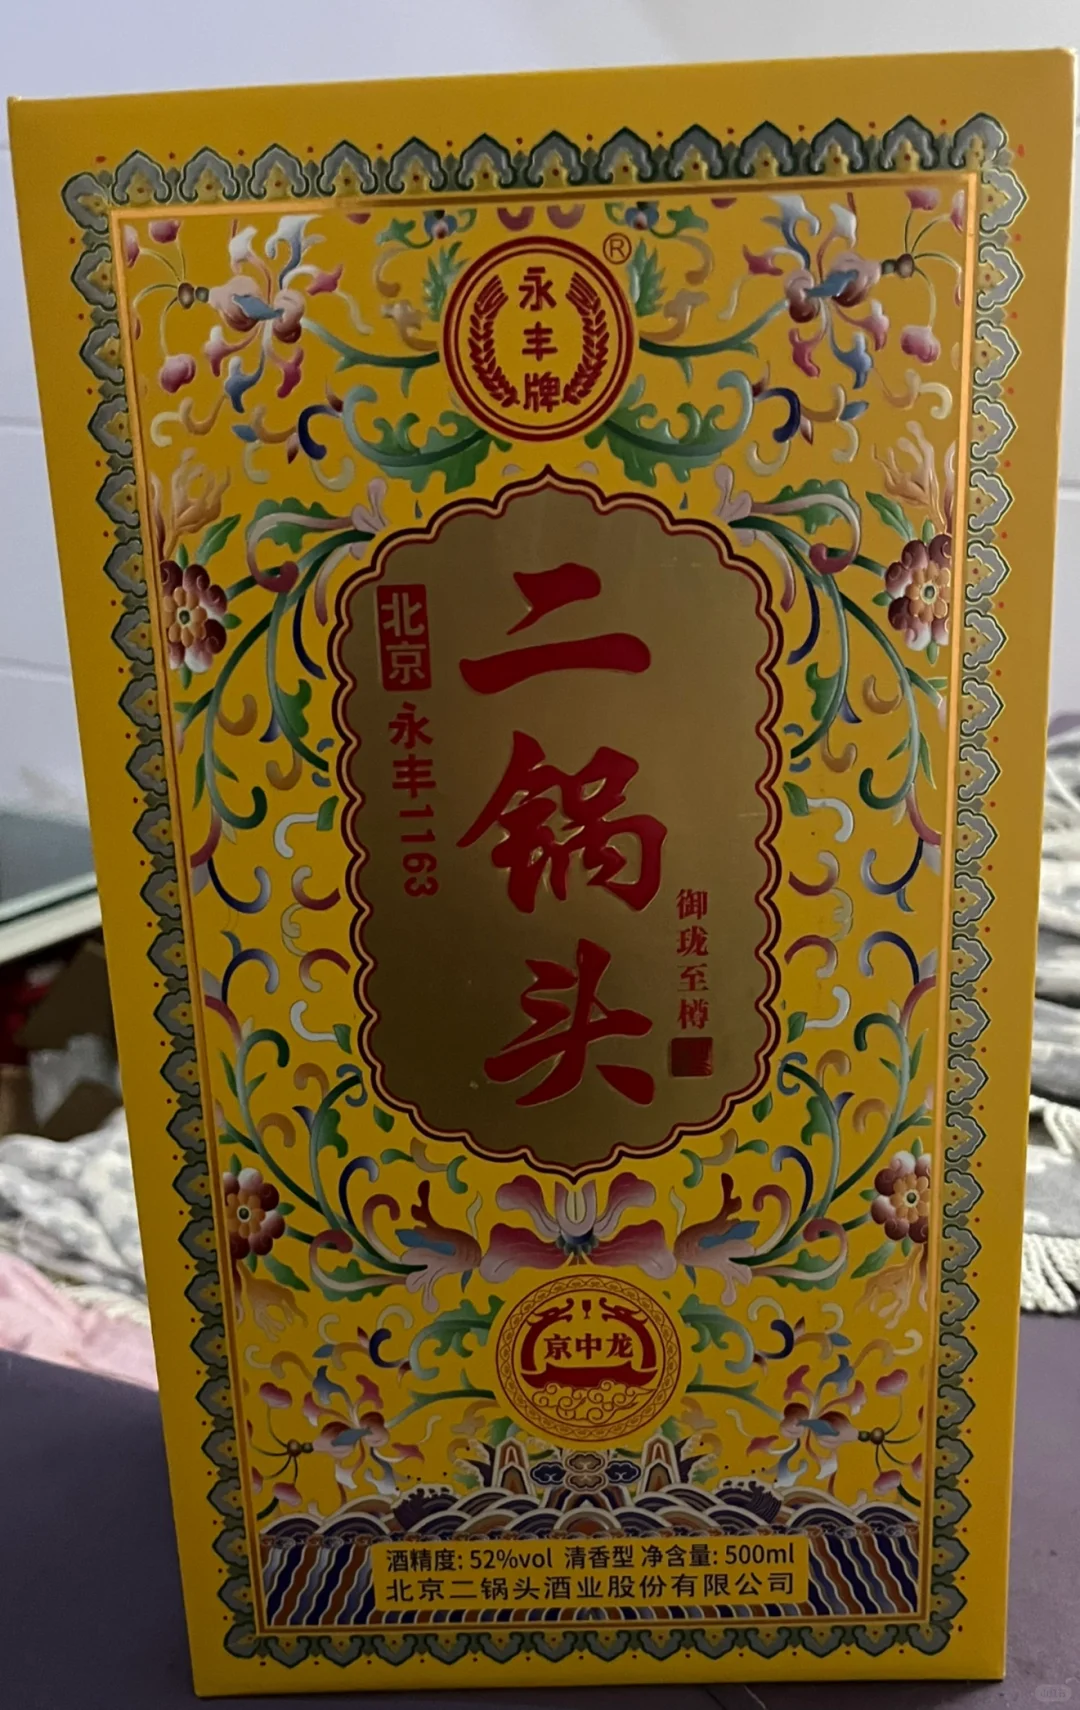 永丰牌
®
二锅头
北京
永丰1163
御珑至樽
京中龙
酒精度: 52%vol 清香型 净含量: 500ml
北京二锅头酒业股份有限公司